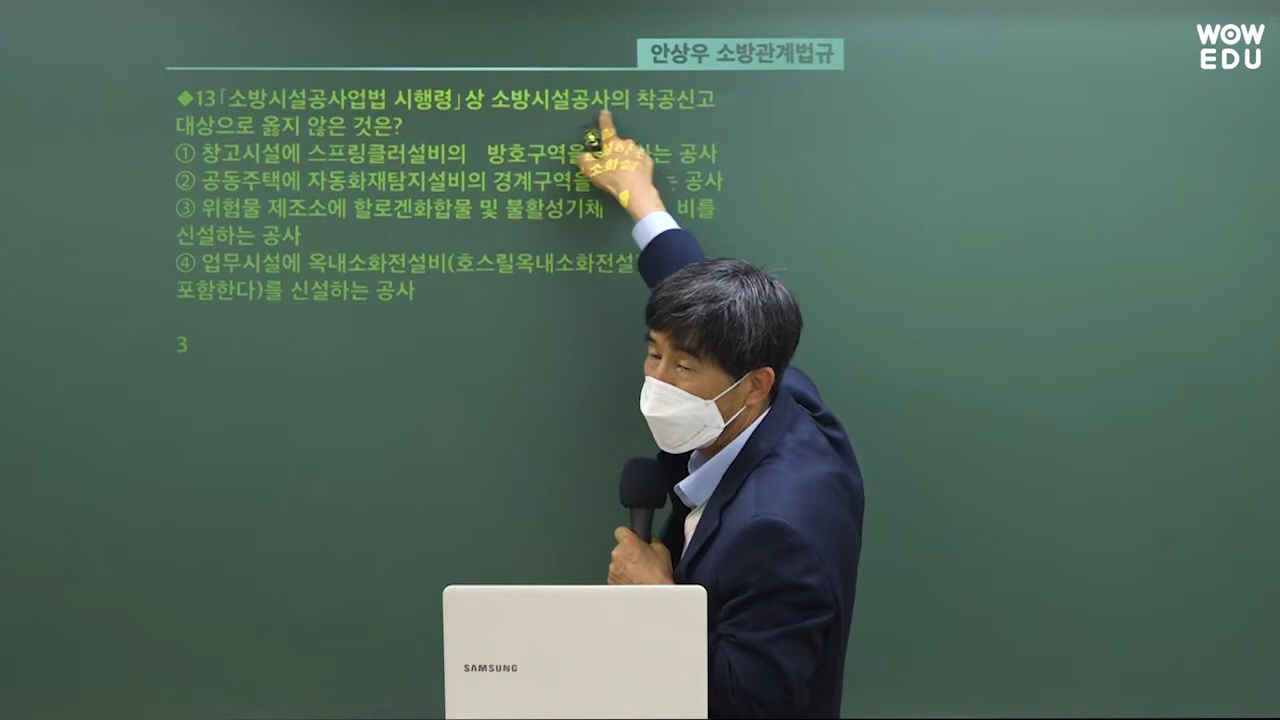 WOW
EDU
안상우 소방관계법규
◆13「소방시설공사업법 시행령」상 소방시설공사의 착공신고
대상으로 옳지 않은 것은?
① 창고시설에 스프링클러설비의 방호구역을 는 공사
② 공동주택에 자동화재탐지설비의 경계구역을 는 공사
③ 위험물 제조소에 할로겐화합물 및 불활성기체 비를
신설하는 공사
④ 업무시설에 옥내소화전설비(호스릴옥내소화전설
포함한다)를 신설하는 공사
3
SAMSUNG